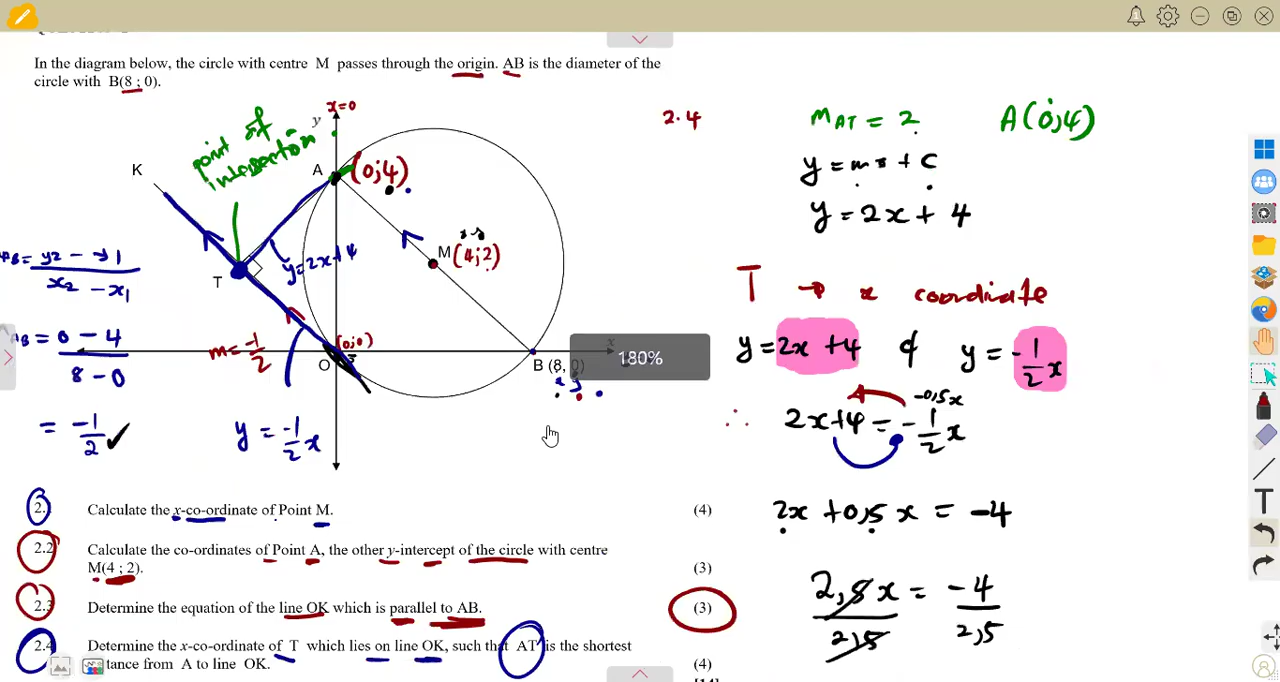 In the diagram below, the circle with centre M passes through the origin. AB is the diameter of the
circle with B(8 ; 0).
x=0
y
point of
intersection
K
A
(0;4)
T
y=2x+4
M (4;2)
m = -1/2
(0;0)
O
x
B (8, 0)
180%
AB = y2 - y1
x2 - x1
AB = 0 - 4
8 - 0
= -1/2 ✓
y = -1/2 x
2.4
mAT = 2
A(0;4)
y = mx + c
y = 2x + 4
T → x coordinate
y = 2x + 4 & y = -1/2 x
-0,5x
∴ 2x + 4 = -1/2 x
2x + 0,5x = -4
2,5x = -4
2,5 2,5
Calculate the x-co-ordinate of Point M. (4)
2.2 Calculate the co-ordinates of Point A, the other y-intercept of the circle with centre
M(4 ; 2). (3)
2.3 Determine the equation of the line OK which is parallel to AB. (3)
2.4 Determine the x-co-ordinate of T which lies on line OK, such that AT is the shortest
distance from A to line OK. (4)